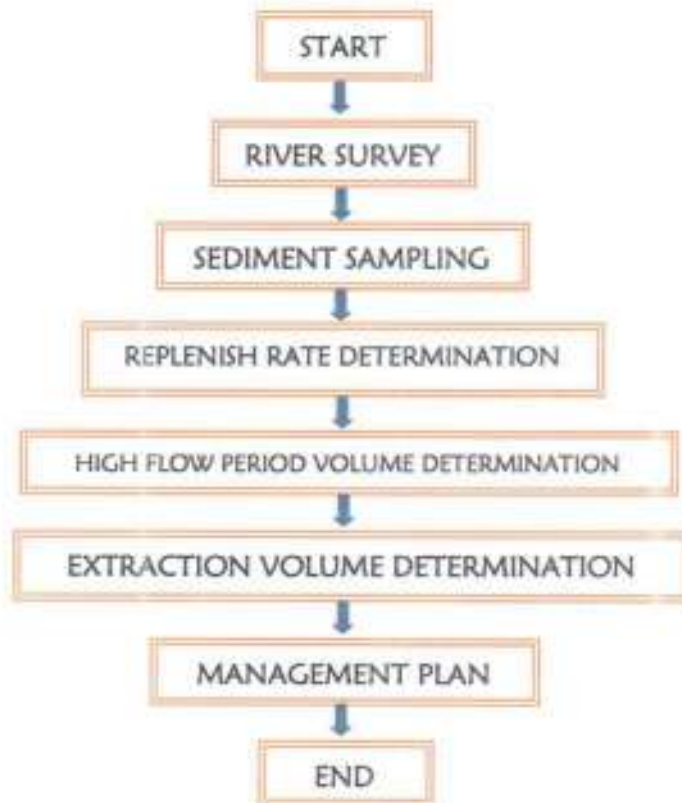 START
RIVER SURVEY
SEDIMENT SAMPLING
REPLENISH RATE DETERMINATION
HIGH FLOW PERIOD VOLUME DETERMINATION
EXTRACTION VOLUME DETERMINATION
MANAGEMENT PLAN
END